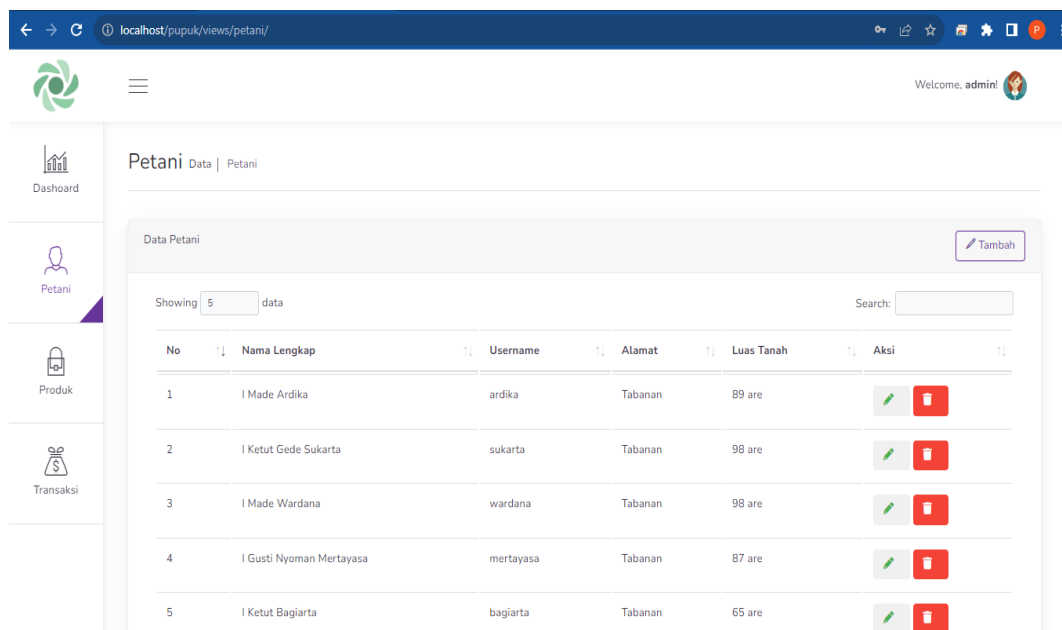 localhost/pupuk/views/petani/
P
Welcome, admin!
Dashoard
Petani
Produk
Transaksi
Petani Data | Petani
Data Petani
Tambah
Showing 5 data
Search:
No Nama Lengkap Username Alamat Luas Tanah Aksi
1 I Made Ardika ardika Tabanan 89 are
2 I Ketut Gede Sukarta sukarta Tabanan 98 are
3 I Made Wardana wardana Tabanan 98 are
4 I Gusti Nyoman Mertayasa mertayasa Tabanan 87 are
5 I Ketut Bagiarta bagiarta Tabanan 65 are